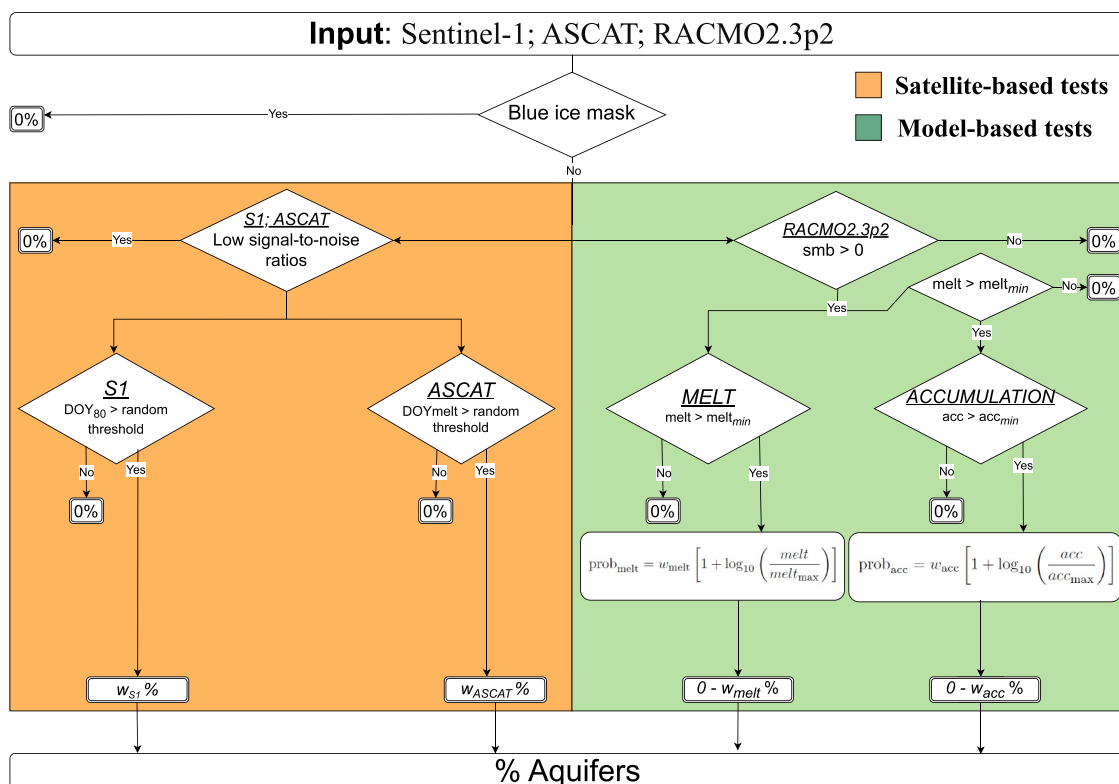 Input: Sentinel-1; ASCAT; RACMO2.3p2
Satellite-based tests
Model-based tests
Blue ice mask
Yes
0%
No
S1; ASCAT
Low signal-to-noise
ratios
Yes
0%
RACMO2.3p2
smb > 0
No
0%
Yes
melt > melt_min
No
0%
Yes
S1
DOY_80 > random
threshold
No
Yes
0%
ASCAT
DOYmelt > random
threshold
No
Yes
0%
MELT
melt > melt_min
No
Yes
0%
ACCUMULATION
acc > acc_min
No
Yes
0%
prob_melt = w_melt [1 + log_10 (melt / melt_max)]
prob_acc = w_acc [1 + log_10 (acc / acc_max)]
w_S1 %
w_ASCAT %
0 - w_melt %
0 - w_acc %
% Aquifers